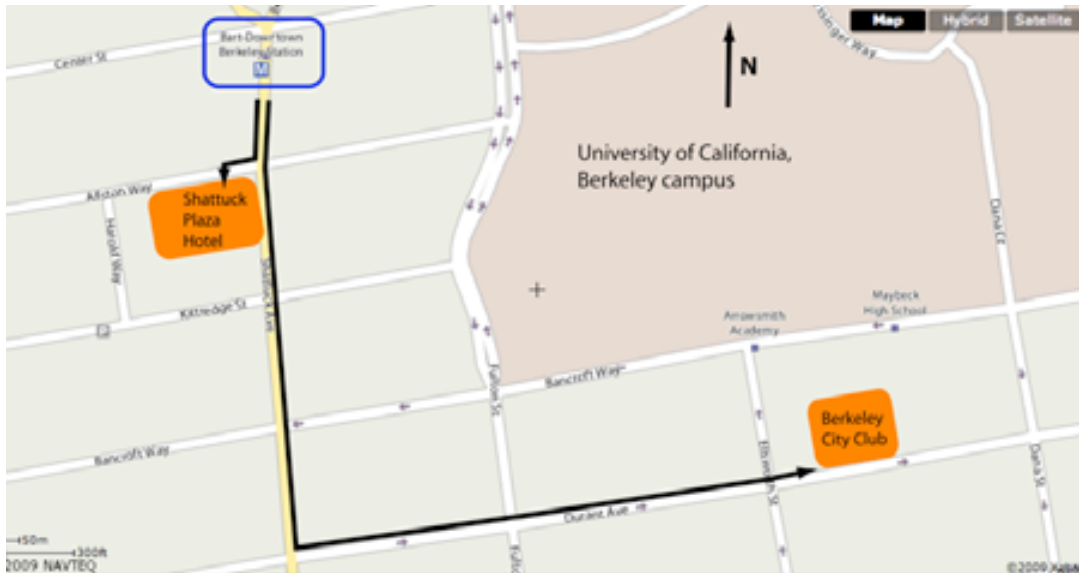 Map
Hybrid
Satellite
Bart-Downtown
Berkeley Station
M
Center St
N
University of California,
Berkeley campus
Allston Way
Shattuck
Plaza
Hotel
Harold Way
Shattuck Ave
Kittredge St
Dana Ct
Maybeck
High School
Arrowsmith
Academy
Fulton St
Bancroft Way
Bancroft Way
Berkeley
City Club
Ellsworth St
Dana St
Durant Ave
50m
300ft
2009 NAVTEQ
©2009